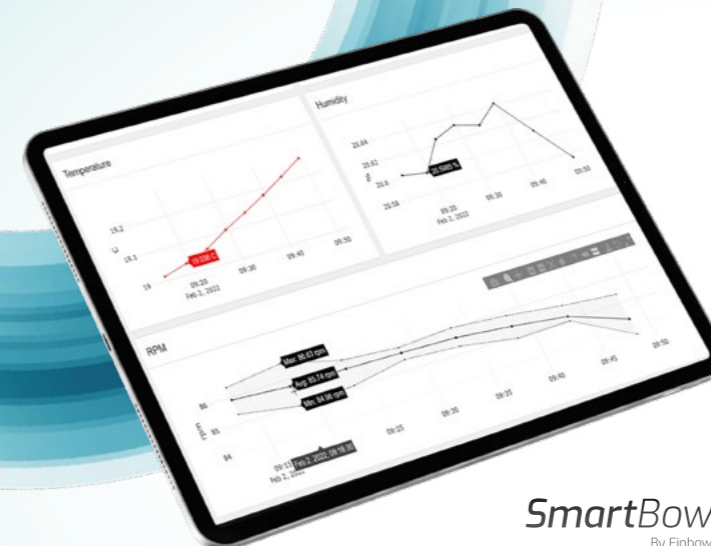 Temperature
19.2
C
19.1
19
19.036 C
09:20
Feb 2, 2022
09:30
09:40
09:50
Humidity
20.64
20.62
%
20.6
20.58
20.5985 %
09:20
Feb 2, 2022
09:30
09:40
09:50
RPM
86
rpm
85
84
Max: 86.63 rpm
Avg: 85.74 rpm
Min: 84.96 rpm
09:15
Feb 2, 2022, 09:18:30
09:25
09:30
09:35
09:40
09:45
09:50
SmartBow